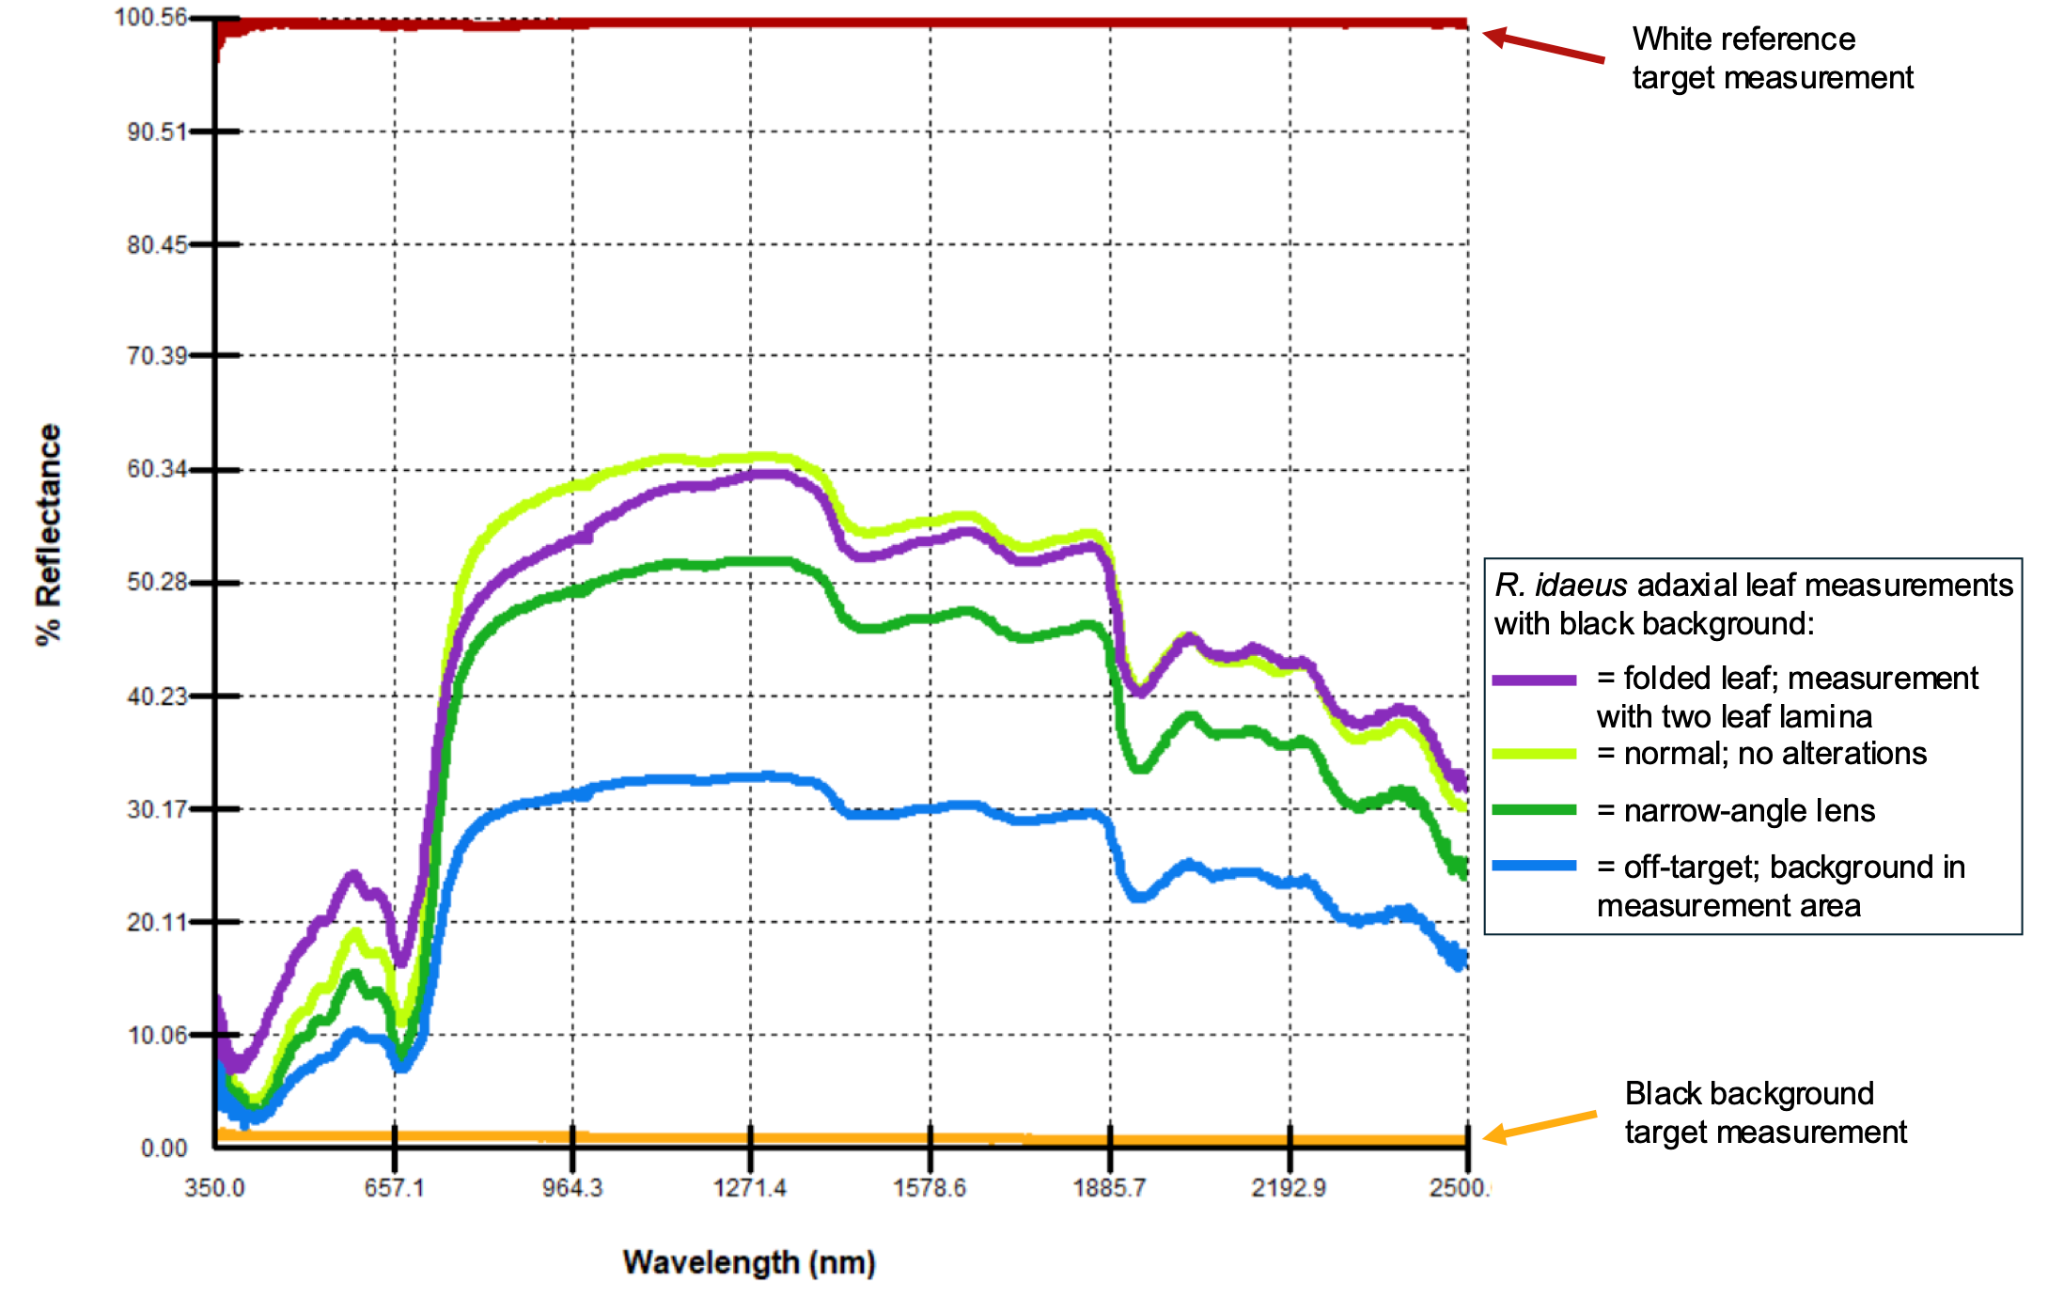 100.56
White reference
target measurement
90.51
80.45
70.39
60.34
50.28
40.23
30.17
20.11
10.06
0.00
% Reflectance
R. idaeus adaxial leaf measurements
with black background:
= folded leaf; measurement
with two leaf lamina
= normal; no alterations
= narrow-angle lens
= off-target; background in
measurement area
Black background
target measurement
350.0 657.1 964.3 1271.4 1578.6 1885.7 2192.9 2500.
Wavelength (nm)